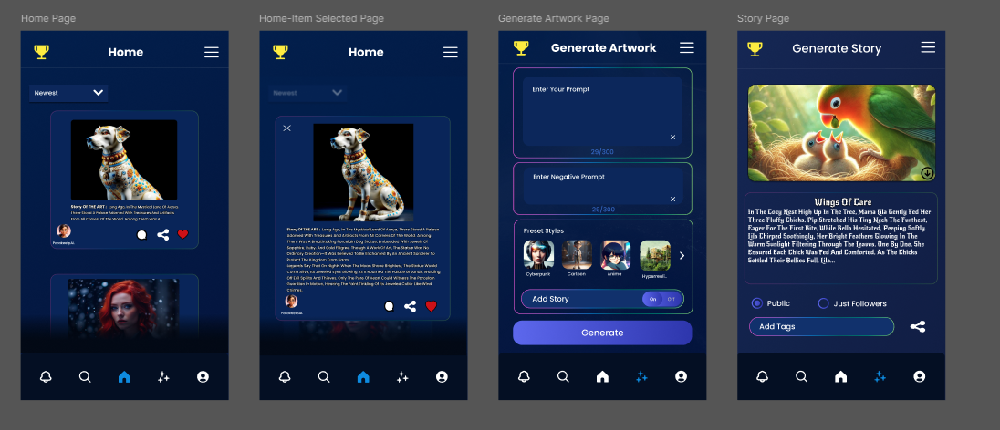 Home Page
Home
Newest
Story Of THE ART : Long Ago, In The Mystical Land Of Aereya,
There Stood A Palace Adorned With Treasures And Artifacts
From All Corners Of The World. Among Them Was A...
Home-Item Selected Page
Home
Newest
Story Of THE ART : Long Ago, In The Mystical Land Of Aereya, There Stood A Palace
Adorned With Treasures And Artifacts From All Corners Of The World. Among
Them Was A Breathtaking Porcelain Dog Statue, Embedded With Jewels Of
Sapphire, Ruby, And Gold Filigree. Though A Work Of Art, The Statue Was No
Ordinary Creation—It Was Believed To Be Enchanted By An Ancient Sorcerer To
Protect The Kingdom From Harm.
Legends Say That On Nights When The Moon Shone Brightest, The Statue Would
Come Alive, Its Jeweled Eyes Glowing As It Roamed The Palace Grounds, Warding
Off Evil Spirits And Thieves. Only The Pure Of Heart Could Witness The Porcelain
Guardian In Motion, Hearing The Faint Tinkling Of Its Jeweled Collar Like Wind
Chimes.
Generate Artwork Page
Generate Artwork
Enter Your Prompt
29/300
Enter Negative Prompt
29/300
Preset Styles
Cyberpunk
Cartoon
Anime
Hyperreali...
Add Story
On
Off
Generate
Story Page
Generate Story
Wings Of Care
In The Cozy Nest High Up In The Tree, Mama Lila Gently Fed Her
Three Fluffy Chicks. Pip Stretched His Tiny Neck The Furthest,
Eager For The First Bite, While Bella Hesitated, Peeping Softly.
Lila Chirped Soothingly, Her Bright Feathers Glowing In The
Warm Sunlight Filtering Through The Leaves. One By One, She
Ensured Each Chick Was Fed And Comforted. As The Chicks
Settled Their Bellies Full, Lila...
Public
Just Followers
Add Tags